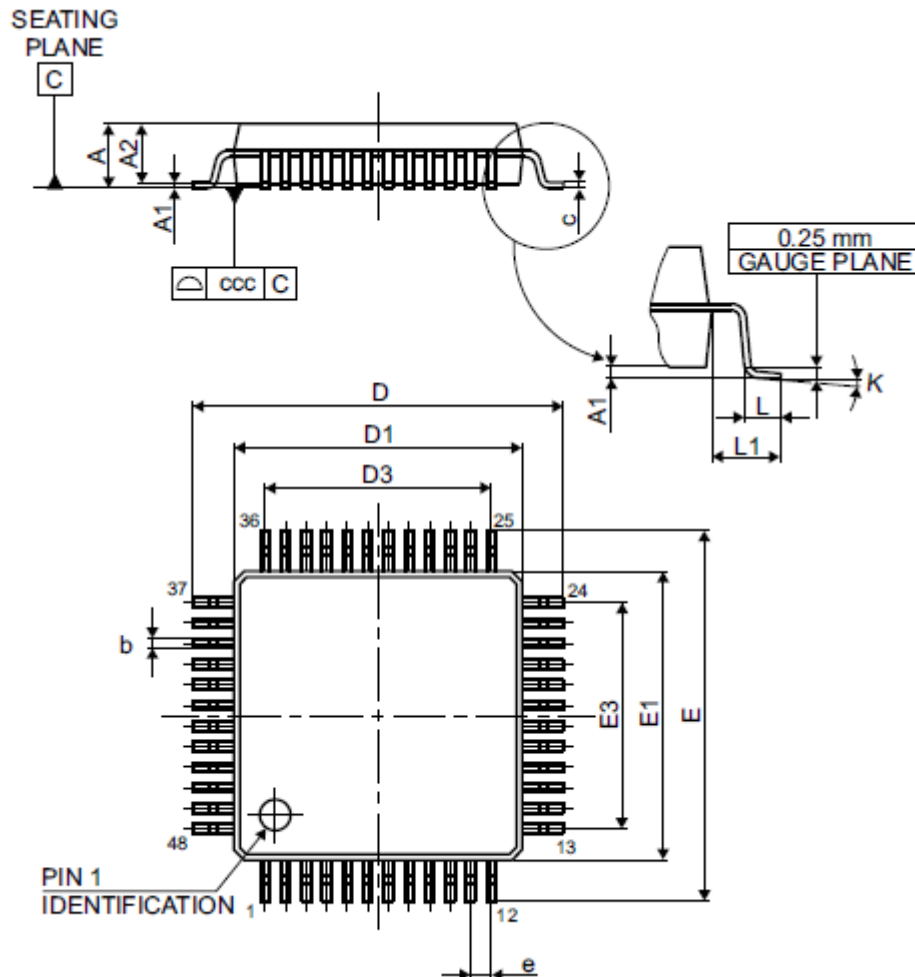 SEATING
PLANE
C
A
A2
A1
c
ccc C
0.25 mm
GAUGE PLANE
A1
K
L
L1
D
D1
D3
36
25
37
24
b
E3
E1
E
48
13
PIN 1
IDENTIFICATION
1
12
e